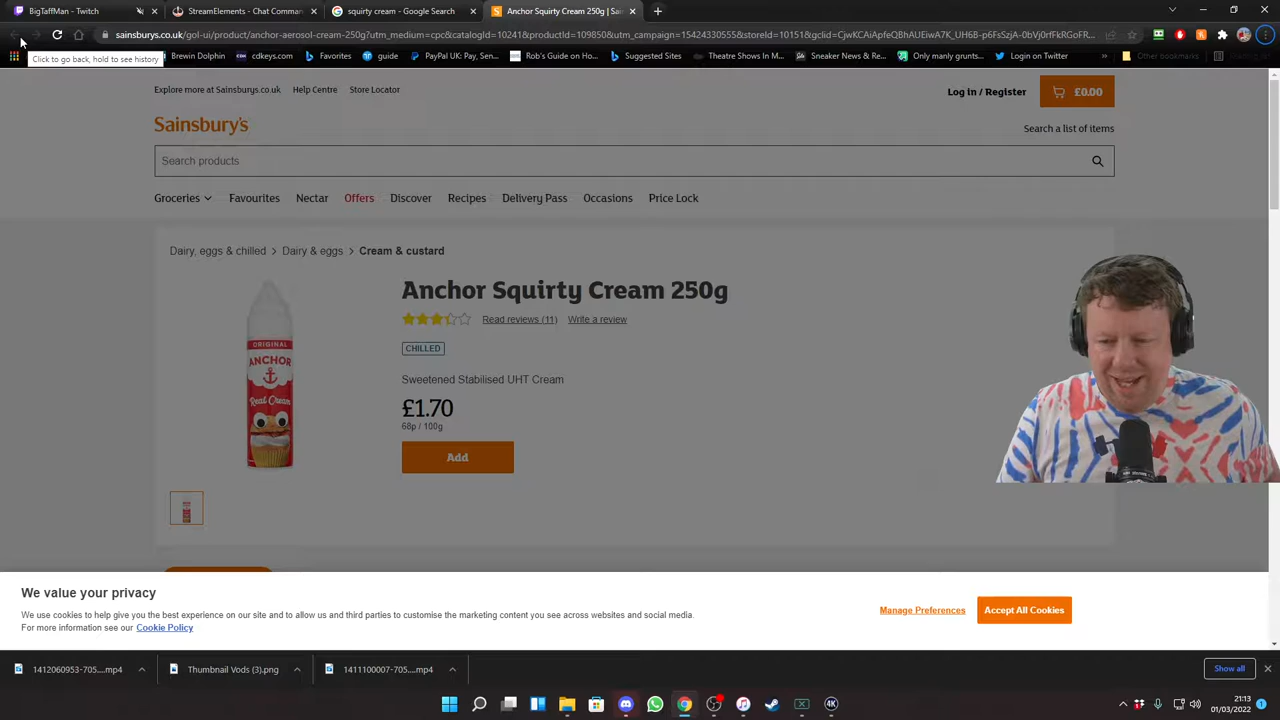 BigTaffMan - Twitch
StreamElements - Chat Comman
squirty cream - Google Search
Anchor Squirty Cream 250g |
sainsburys.co.uk/gol-ui/product/anchor-aerosol-cream-250g?utm_medium=cpc&catalogId=10241&productId=109850&utm_campaign=15424330555&storeId=10151&gclid=CjwKCAiApfeQBhAUEiwA7K_UH6B-p6FsSzjA-0bVj0rfFkRgFC...
Click to go back, hold to see history
Brewin Dolphin
cdkeys.com
Favorites
guide
PayPal UK: Pay, Sen...
Rob's Guide on Ho...
Suggested Sites
Theatre Shows In M...
Sneaker News & Re...
Only manly grunts...
Login on Twitter
»
Other bookmarks
Explore more at Sainsburys.co.uk Help Centre Store Locator
Log in / Register
£0.00
Sainsbury's
Search a list of items
Search products
Groceries Favourites Nectar Offers Discover Recipes Delivery Pass Occasions Price Lock
Dairy, eggs & chilled > Dairy & eggs > Cream & custard
Anchor Squirty Cream 250g
Read reviews (11) Write a review
CHILLED
Sweetened Stabilised UHT Cream
£1.70
68p / 100g
Add
ORIGINAL
ANCHOR
Real Cream
We value your privacy
We use cookies to help give you the best experience on our site and to allow us and third parties to customise the marketing content you see across websites and social media.
For more information see our Cookie Policy
Manage Preferences
Accept All Cookies
1412060953-705....mp4
Thumbnail Vods (3).png
1411100007-705....mp4
Show all
4K
21:13
01/03/2022